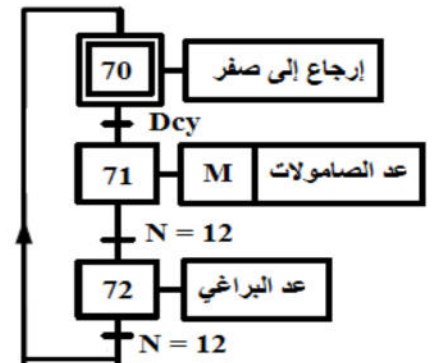 70 إرجاع إلى صفر
Dcy
71 M عد الصامولات
N = 12
72 عد البراغي
N = 12